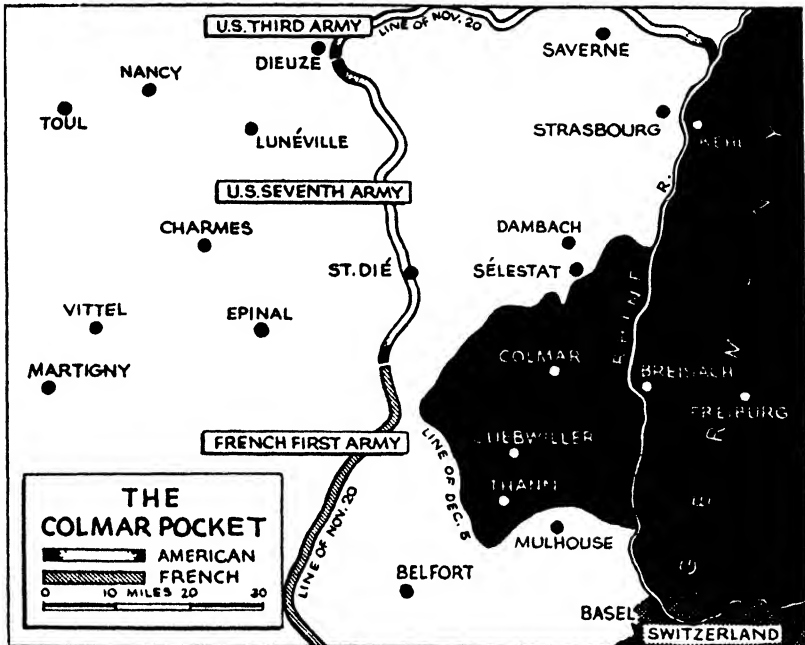 U.S. THIRD ARMY
LINE OF NOV. 20
DIEUZE
SAVERNE
NANCY
TOUL
LUNÉVILLE
STRASBOURG
KEHL
U.S. SEVENTH ARMY
R.
CHARMES
DAMBACH
ST. DIÉ
SÉLESTAT
RHINE
VITTEL
EPINAL
COLMAR
BREISACH
MARTIGNY
FREIBURG
FRENCH FIRST ARMY
LINE OF DEC. 5
THANN
THE
COLMAR POCKET
AMERICAN
FRENCH
0 10 MILES 20 30
LINE OF NOV. 20
MULHOUSE
BELFORT
BASEL
SWITZERLAND